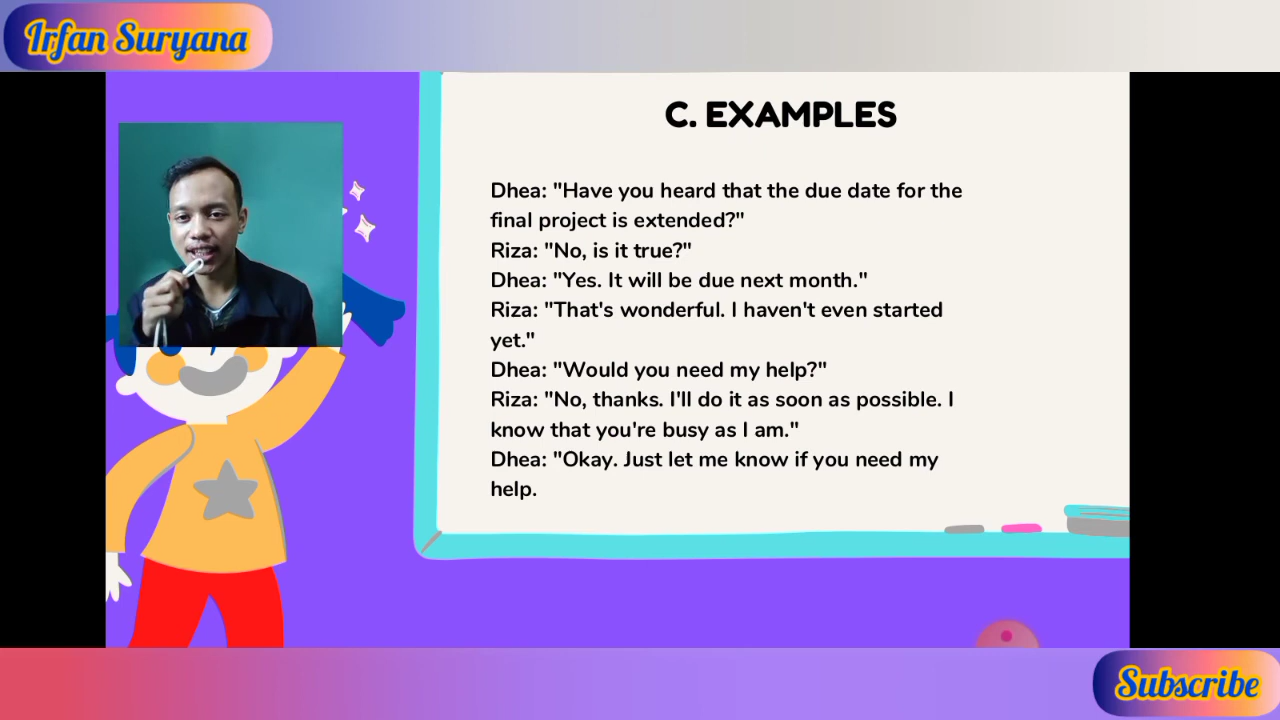 Irfan Suryana
C. EXAMPLES
Dhea: "Have you heard that the due date for the
final project is extended?"
Riza: "No, is it true?"
Dhea: "Yes. It will be due next month."
Riza: "That's wonderful. I haven't even started
yet."
Dhea: "Would you need my help?"
Riza: "No, thanks. I'll do it as soon as possible. I
know that you're busy as I am."
Dhea: "Okay. Just let me know if you need my
help.
Subscribe